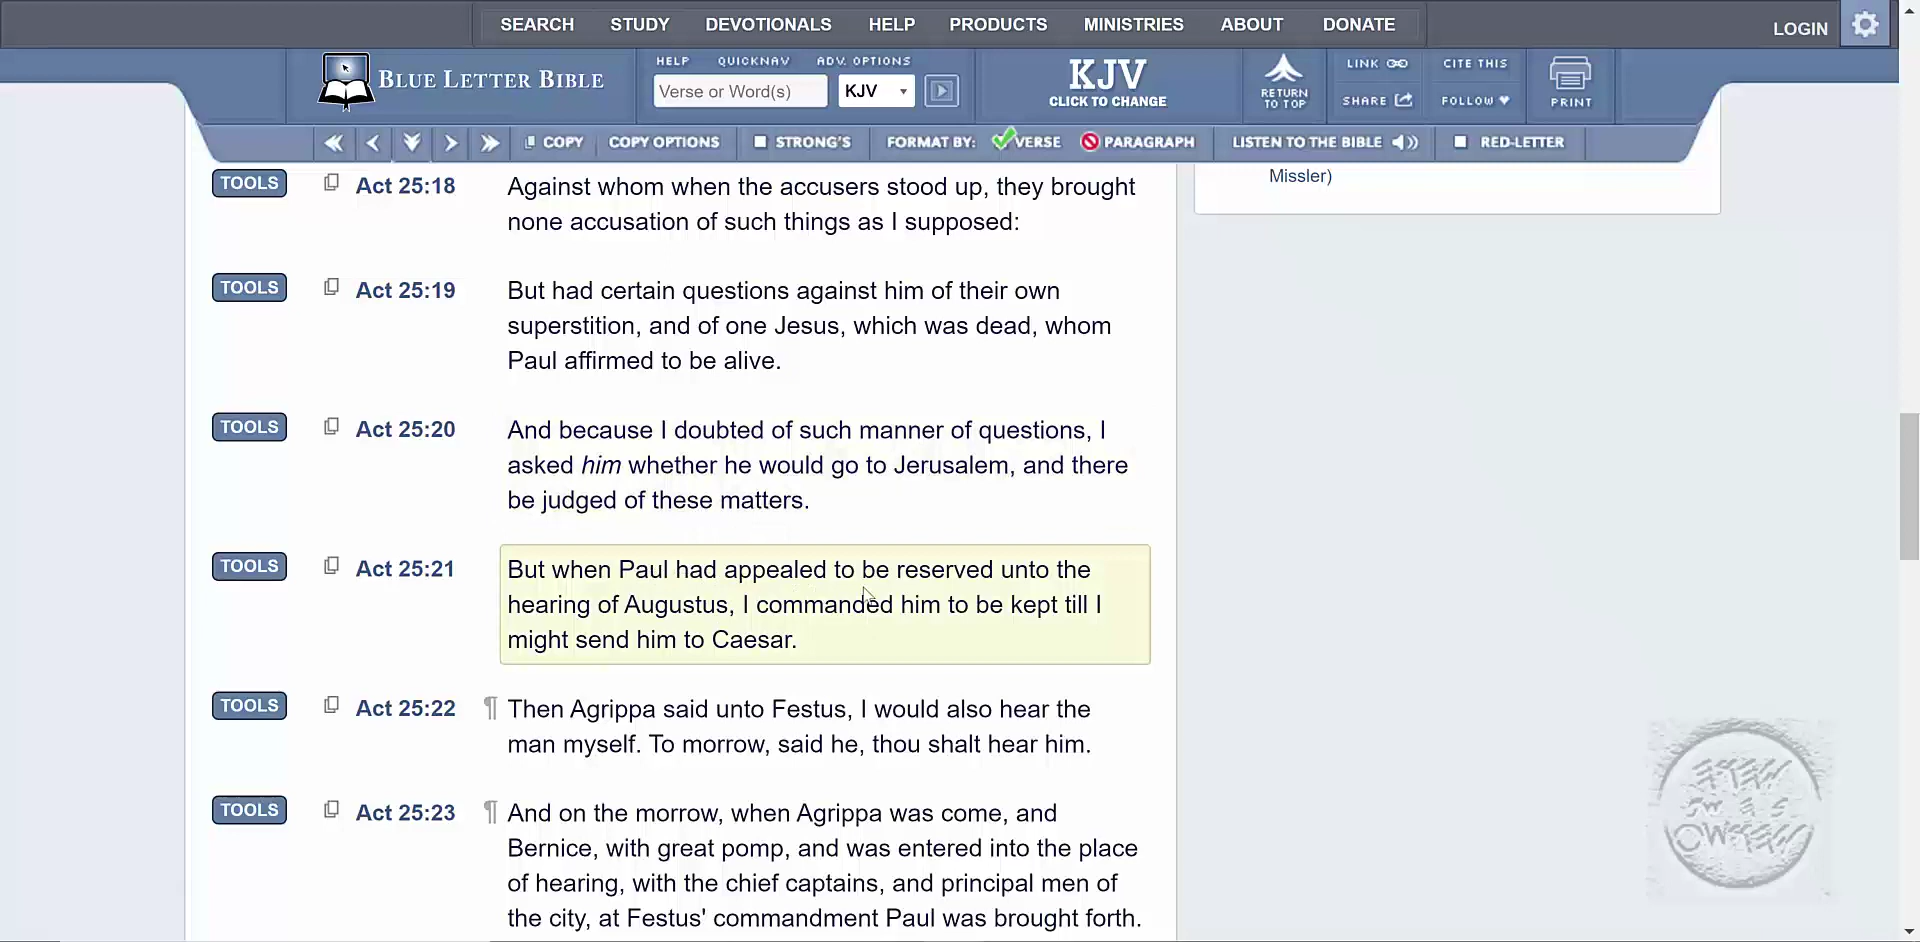 SEARCH STUDY DEVOTIONALS HELP PRODUCTS MINISTRIES ABOUT DONATE LOGIN
BLUE LETTER BIBLE
HELP QUICKNAV ADV. OPTIONS
Verse or Word(s) KJV
KJV
CLICK TO CHANGE
RETURN
TO TOP
LINK
SHARE
CITE THIS
FOLLOW
PRINT
COPY COPY OPTIONS STRONG'S FORMAT BY: VERSE PARAGRAPH LISTEN TO THE BIBLE RED-LETTER
Missler)
TOOLS Act 25:18 Against whom when the accusers stood up, they brought
none accusation of such things as I supposed:
TOOLS Act 25:19 But had certain questions against him of their own
superstition, and of one Jesus, which was dead, whom
Paul affirmed to be alive.
TOOLS Act 25:20 And because I doubted of such manner of questions, I
asked him whether he would go to Jerusalem, and there
be judged of these matters.
TOOLS Act 25:21 But when Paul had appealed to be reserved unto the
hearing of Augustus, I commanded him to be kept till I
might send him to Caesar.
TOOLS Act 25:22 ¶ Then Agrippa said unto Festus, I would also hear the
man myself. To morrow, said he, thou shalt hear him.
TOOLS Act 25:23 ¶ And on the morrow, when Agrippa was come, and
Bernice, with great pomp, and was entered into the place
of hearing, with the chief captains, and principal men of
the city, at Festus' commandment Paul was brought forth.